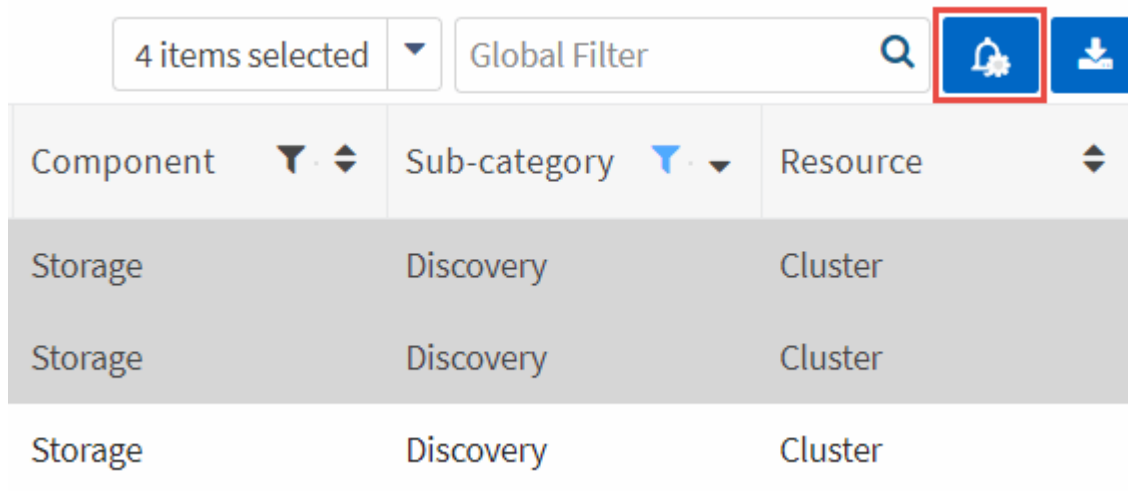 4 items selected Global Filter
Component Sub-category Resource
Storage Discovery Cluster
Storage Discovery Cluster
Storage Discovery Cluster